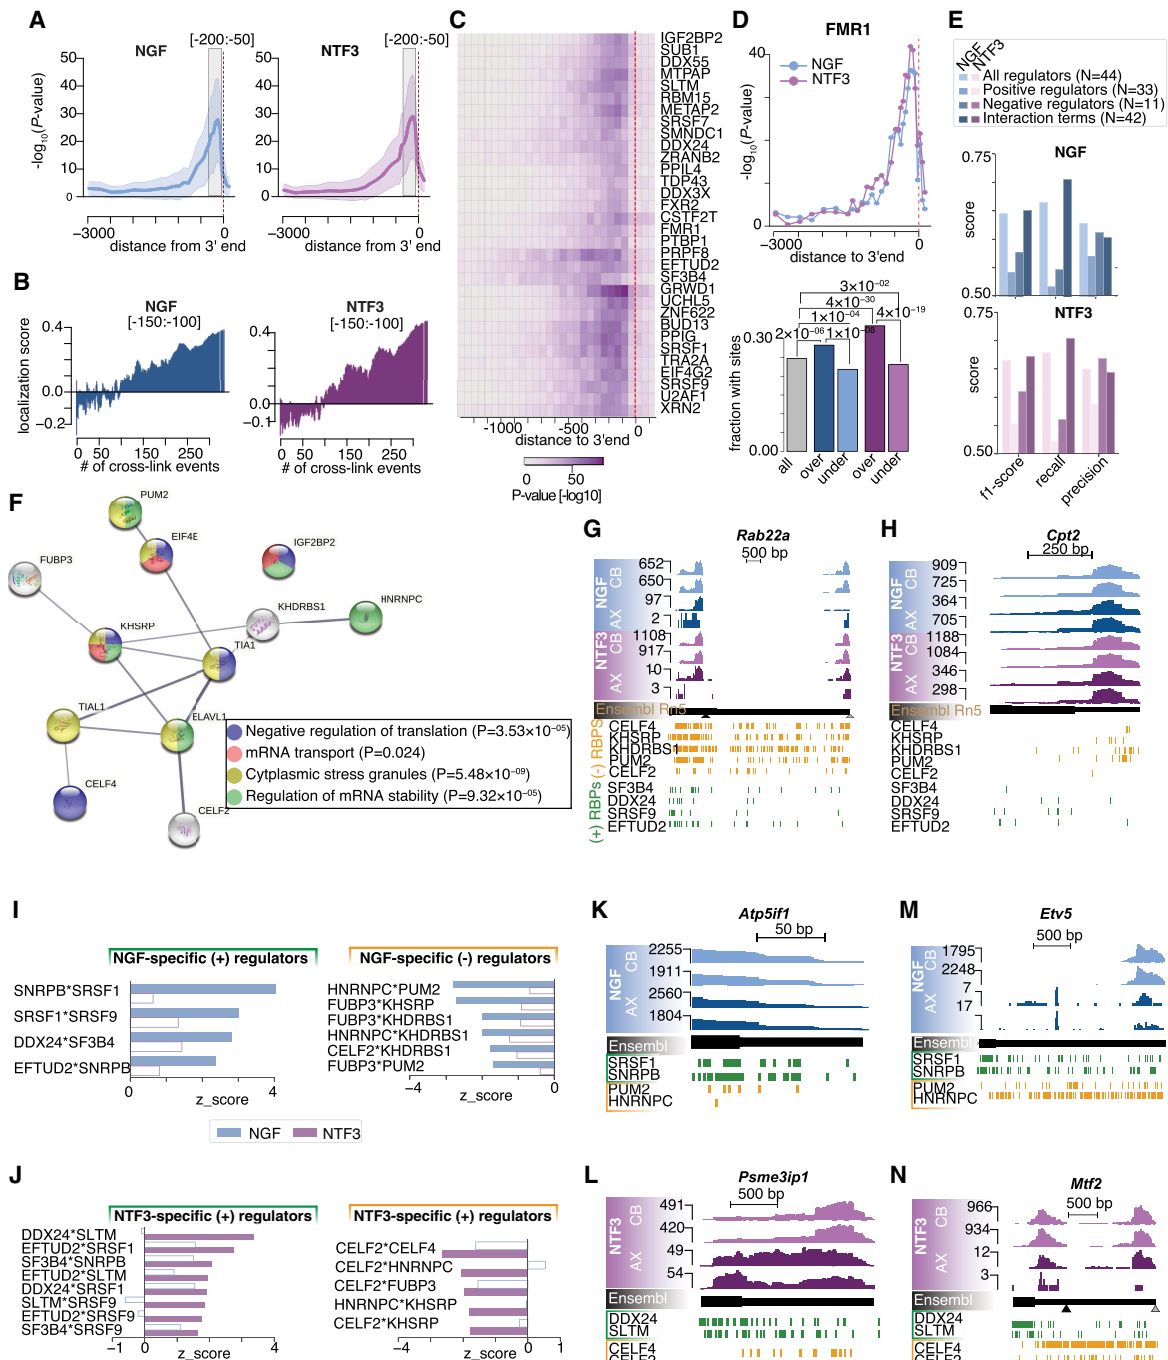 A
NGF
[-200:-50]
NTF3
[-200:-50]
-log10(P-value)
50
40
30
20
10
0
−3000
0
distance from 3' end
50
40
30
20
10
0
−3000
0
distance from 3' end
B
NGF
[-150:-100]
NTF3
[-150:-100]
localization score
0.4
0.0
−0.2
0
50
150
250
# of cross-link events
0.4
0.0
−0.1
0
50
150
250
# of cross-link events
C
IGF2BP2
SUB1
DDX55
MTPAP
SLTM
RBM15
METAP2
SRSF7
SMNDC1
DDX24
ZRANB2
PPIL4
TDP43
DDX3X
FXR2
CSTF2T
FMR1
PTBP1
PRPF8
EFTUD2
SF3B4
GRWD1
UCHL5
ZNF622
BUD13
PPIG
SRSF1
TRA2A
EIF4G2
SRSF9
U2AF1
XRN2
-1000
-500
0
distance to 3'end
0
50
P-value [-log10]
D
FMR1
NGF
NTF3
-log10(P-value)
40
20
0
−3000
0
distance to 3'end
3×10−02
4×10−30
1×10−04
4×10−19
2×10−06
1×10−08
fraction with sites
0.30
0.00
all
over
under
over
under
E
NGF
NTF3
All regulators (N=44)
Positive regulators (N=33)
Negative regulators (N=11)
Interaction terms (N=42)
NGF
score
0.75
0.50
NTF3
score
0.75
0.50
f1-score
recall
precision
F
PUM2
EIF4E
IGF2BP2
FUBP3
KHDRBS1
HNRNPC
KHSRP
TIA1
TIAL1
ELAVL1
CELF4
CELF2
Negative regulation of translation (P=3.53×10−05)
mRNA transport (P=0.024)
Cytplasmic stress granules (P=5.48×10−09)
Regulation of mRNA stability (P=9.32×10−05)
G
Rab22a
500 bp
NGF
CB
AX
NTF3
CB
AX
652
650
97
2
1108
917
10
3
Ensembl Rn5
(-) RBPS
CELF4
KHSRP
KHDRBS1
PUM2
CELF2
(+) RBPs
SF3B4
DDX24
SRSF9
EFTUD2
H
Cpt2
250 bp
NGF
CB
AX
NTF3
CB
AX
909
725
364
705
1188
1084
346
298
Ensembl Rn5
CELF4
KHSRP
KHDRBS1
PUM2
CELF2
SF3B4
DDX24
SRSF9
EFTUD2
I
NGF-specific (+) regulators
SNRPB*SRSF1
SRSF1*SRSF9
DDX24*SF3B4
EFTUD2*SNRPB
0
4
z_score
NGF-specific (-) regulators
HNRNPC*PUM2
FUBP3*KHSRP
FUBP3*KHDRBS1
HNRNPC*KHDRBS1
CELF2*KHDRBS1
FUBP3*PUM2
−4
0
z_score
NGF
NTF3
J
NTF3-specific (+) regulators
DDX24*SLTM
EFTUD2*SRSF1
SF3B4*SNRPB
EFTUD2*SLTM
DDX24*SRSF1
SLTM*SRSF9
EFTUD2*SRSF9
SF3B4*SRSF9
−1
0
4
z_score
NTF3-specific (+) regulators
CELF2*CELF4
CELF2*HNRNPC
CELF2*FUBP3
HNRNPC*KHSRP
CELF2*KHSRP
−4
0
1
z_score
K
Atp5if1
50 bp
NGF
CB
AX
2255
1911
2560
1804
Ensembl
SRSF1
SNRPB
PUM2
HNRNPC
L
Psme3ip1
500 bp
NTF3
CB
AX
491
420
49
54
Ensembl
DDX24
SLTM
CELF4
M
Etv5
500 bp
NGF
CB
AX
1795
2248
7
17
Ensembl
SRSF1
SNRPB
PUM2
HNRNPC
N
Mtf2
500 bp
NTF3
CB
AX
966
934
12
3
Ensembl
DDX24
SLTM
CELF4